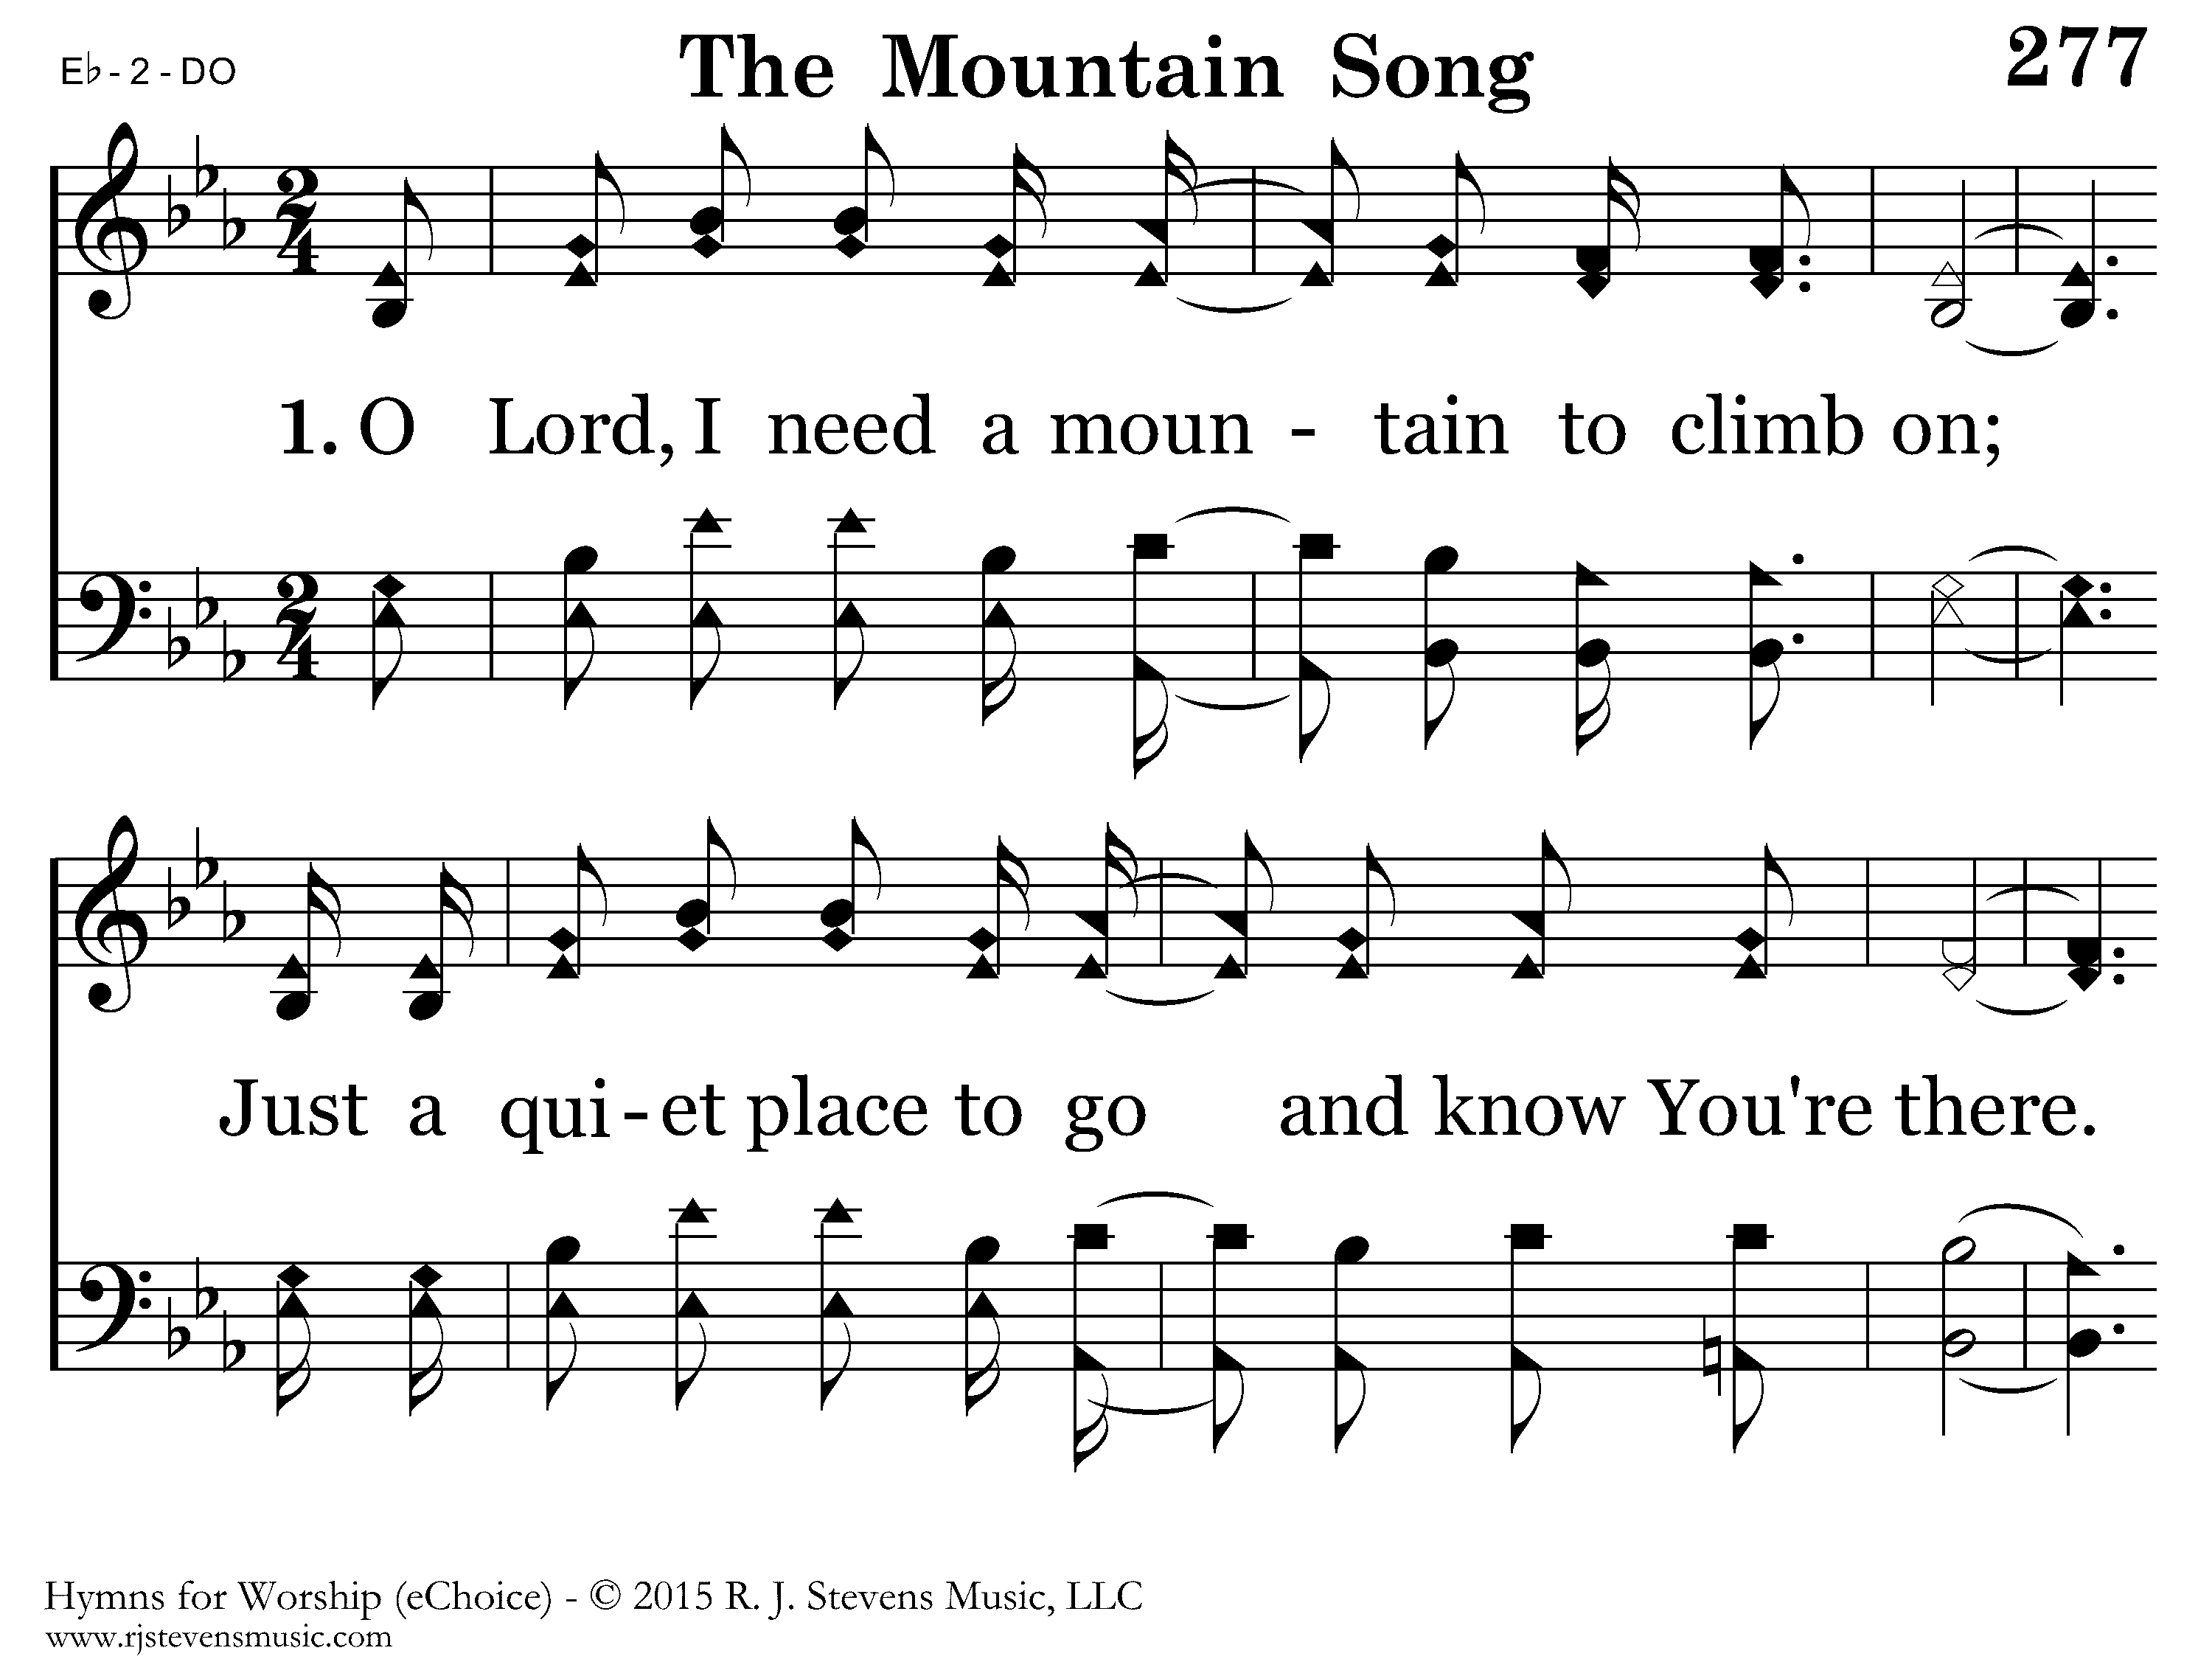 E♭ - 2 - DO
The Mountain Song
277
2
4
1. O Lord, I need a moun - tain to climb on;
2
4
Just a qui - et place to go and know You're there.
Hymns for Worship (eChoice) - © 2015 R. J. Stevens Music, LLC
www.rjstevensmusic.com